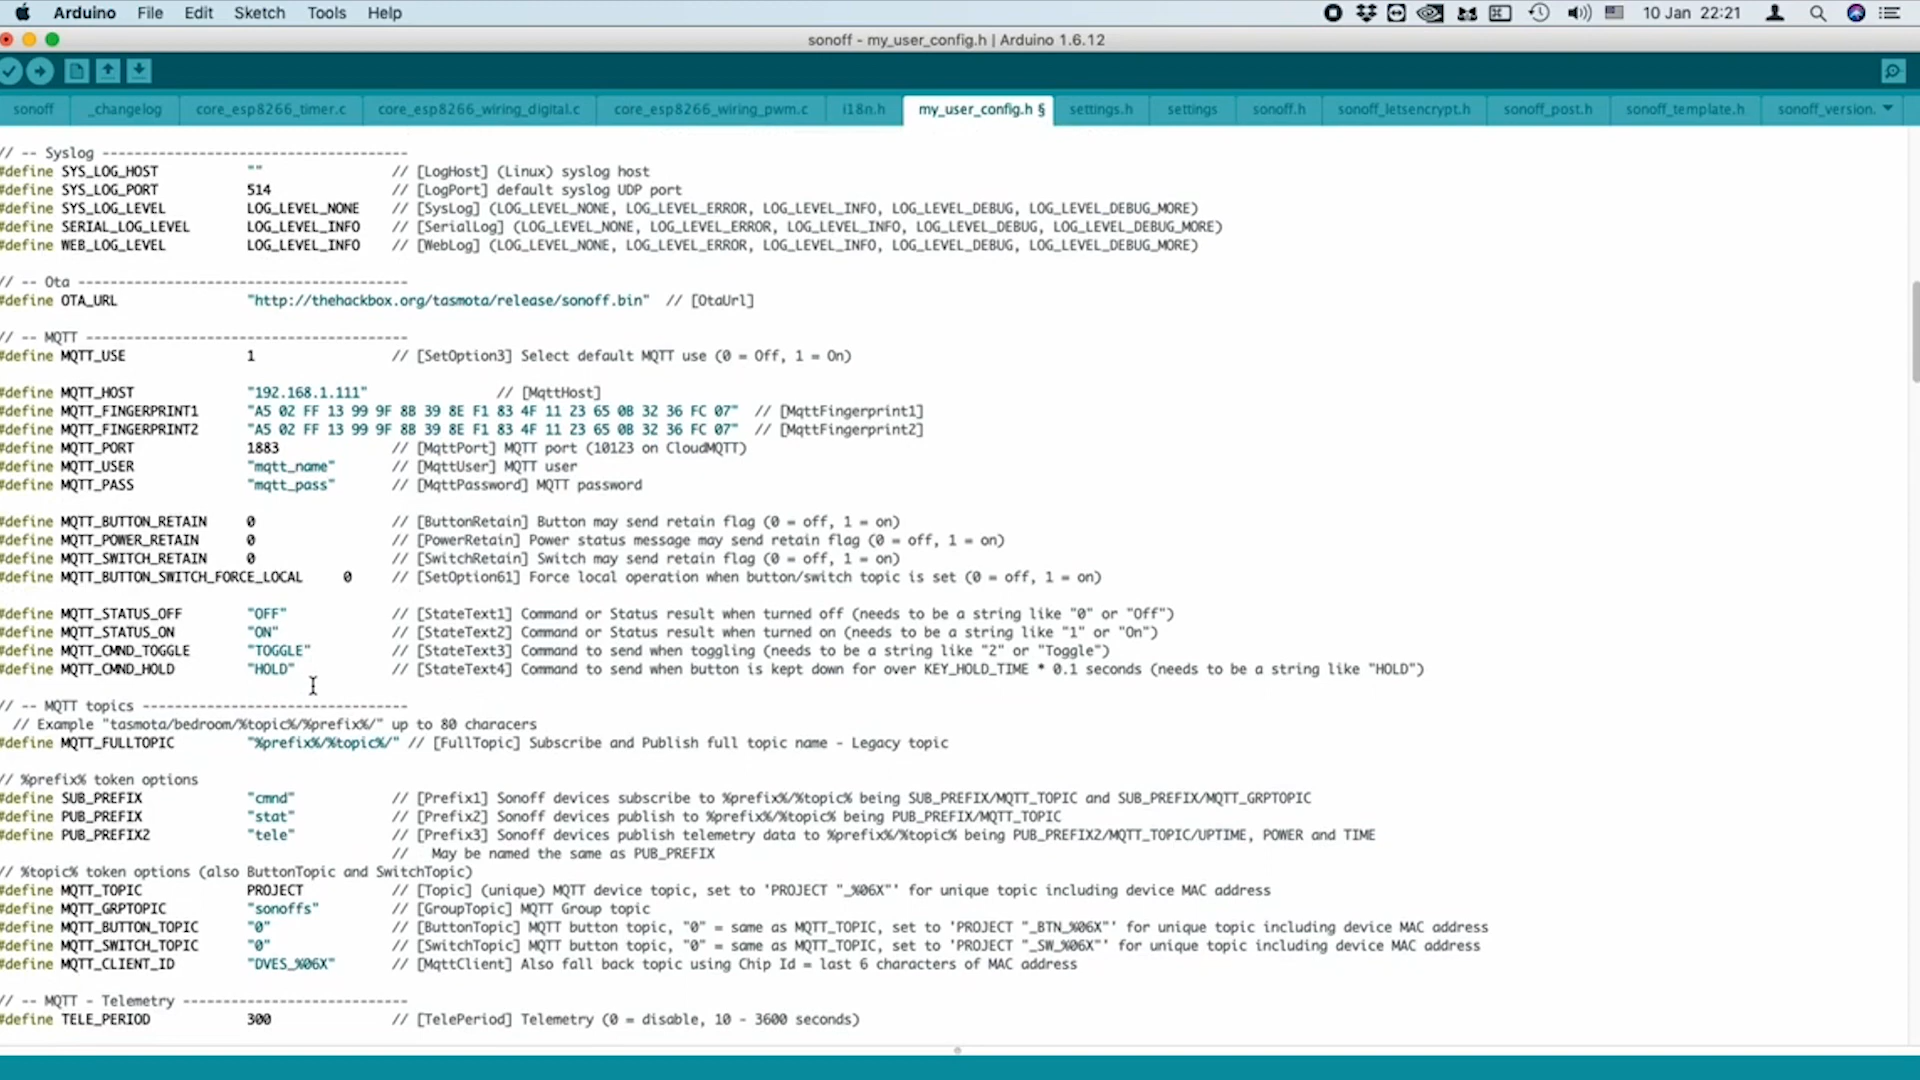 Arduino File Edit Sketch Tools Help 10 Jan 22:21
sonoff - my_user_config.h | Arduino 1.6.12
sonoff _changelog core_esp8266_timer.c core_esp8266_wiring_digital.c core_esp8266_wiring_pwm.c i18n.h my_user_config.h § settings.h settings sonoff.h sonoff_letsencrypt.h sonoff_post.h sonoff_template.h sonoff_version.
// -- Syslog --------------------------------------
#define SYS_LOG_HOST "" // [LogHost] (Linux) syslog host
#define SYS_LOG_PORT 514 // [LogPort] default syslog UDP port
#define SYS_LOG_LEVEL LOG_LEVEL_NONE // [SysLog] (LOG_LEVEL_NONE, LOG_LEVEL_ERROR, LOG_LEVEL_INFO, LOG_LEVEL_DEBUG, LOG_LEVEL_DEBUG_MORE)
#define SERIAL_LOG_LEVEL LOG_LEVEL_INFO // [SerialLog] (LOG_LEVEL_NONE, LOG_LEVEL_ERROR, LOG_LEVEL_INFO, LOG_LEVEL_DEBUG, LOG_LEVEL_DEBUG_MORE)
#define WEB_LOG_LEVEL LOG_LEVEL_INFO // [WebLog] (LOG_LEVEL_NONE, LOG_LEVEL_ERROR, LOG_LEVEL_INFO, LOG_LEVEL_DEBUG, LOG_LEVEL_DEBUG_MORE)
// -- Ota -----------------------------------------
#define OTA_URL "http://thehackbox.org/tasmota/release/sonoff.bin" // [OtaUrl]
// -- MQTT ----------------------------------------
#define MQTT_USE 1 // [SetOption3] Select default MQTT use (0 = Off, 1 = On)
#define MQTT_HOST "192.168.1.111" // [MqttHost]
#define MQTT_FINGERPRINT1 "A5 02 FF 13 99 9F 8B 39 8E F1 83 4F 11 23 65 0B 32 36 FC 07" // [MqttFingerprint1]
#define MQTT_FINGERPRINT2 "A5 02 FF 13 99 9F 8B 39 8E F1 83 4F 11 23 65 0B 32 36 FC 07" // [MqttFingerprint2]
#define MQTT_PORT 1883 // [MqttPort] MQTT port (10123 on CloudMQTT)
#define MQTT_USER "mqtt_name" // [MqttUser] MQTT user
#define MQTT_PASS "mqtt_pass" // [MqttPassword] MQTT password
#define MQTT_BUTTON_RETAIN 0 // [ButtonRetain] Button may send retain flag (0 = off, 1 = on)
#define MQTT_POWER_RETAIN 0 // [PowerRetain] Power status message may send retain flag (0 = off, 1 = on)
#define MQTT_SWITCH_RETAIN 0 // [SwitchRetain] Switch may send retain flag (0 = off, 1 = on)
#define MQTT_BUTTON_SWITCH_FORCE_LOCAL 0 // [SetOption61] Force local operation when button/switch topic is set (0 = off, 1 = on)
#define MQTT_STATUS_OFF "OFF" // [StateText1] Command or Status result when turned off (needs to be a string like "0" or "Off")
#define MQTT_STATUS_ON "ON" // [StateText2] Command or Status result when turned on (needs to be a string like "1" or "On")
#define MQTT_CMND_TOGGLE "TOGGLE" // [StateText3] Command to send when toggling (needs to be a string like "2" or "Toggle")
#define MQTT_CMND_HOLD "HOLD" // [StateText4] Command to send when button is kept down for over KEY_HOLD_TIME * 0.1 seconds (needs to be a string like "HOLD")
// -- MQTT topics ---------------------------------
// Example "tasmota/bedroom/%topic%/%prefix%/" up to 80 characers
#define MQTT_FULLTOPIC "%prefix%/%topic%/" // [FullTopic] Subscribe and Publish full topic name - Legacy topic
// %prefix% token options
#define SUB_PREFIX "cmnd" // [Prefix1] Sonoff devices subscribe to %prefix%/%topic% being SUB_PREFIX/MQTT_TOPIC and SUB_PREFIX/MQTT_GRPTOPIC
#define PUB_PREFIX "stat" // [Prefix2] Sonoff devices publish to %prefix%/%topic% being PUB_PREFIX/MQTT_TOPIC
#define PUB_PREFIX2 "tele" // [Prefix3] Sonoff devices publish telemetry data to %prefix%/%topic% being PUB_PREFIX2/MQTT_TOPIC/UPTIME, POWER and TIME
// May be named the same as PUB_PREFIX
// %topic% token options (also ButtonTopic and SwitchTopic)
#define MQTT_TOPIC PROJECT // [Topic] (unique) MQTT device topic, set to 'PROJECT "_%06X"' for unique topic including device MAC address
#define MQTT_GRPTOPIC "sonoffs" // [GroupTopic] MQTT Group topic
#define MQTT_BUTTON_TOPIC "0" // [ButtonTopic] MQTT button topic, "0" = same as MQTT_TOPIC, set to 'PROJECT "_BTN_%06X"' for unique topic including device MAC address
#define MQTT_SWITCH_TOPIC "0" // [SwitchTopic] MQTT button topic, "0" = same as MQTT_TOPIC, set to 'PROJECT "_SW_%06X"' for unique topic including device MAC address
#define MQTT_CLIENT_ID "DVES_%06X" // [MqttClient] Also fall back topic using Chip Id = last 6 characters of MAC address
// -- MQTT - Telemetry ----------------------------
#define TELE_PERIOD 300 // [TelePeriod] Telemetry (0 = disable, 10 - 3600 seconds)